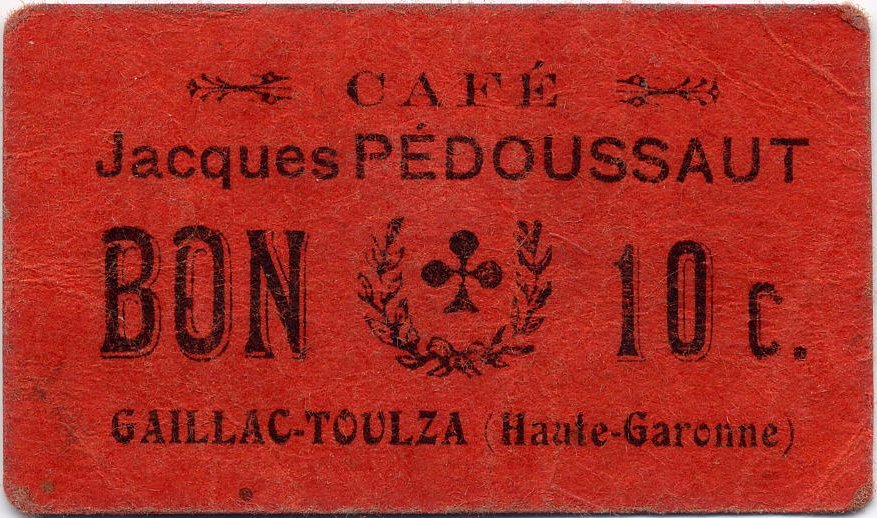 CAFÉ
Jacques PÉDOUSSAUT
BON 10 c.
GAILLAC-TOULZA (Haute-Garonne)